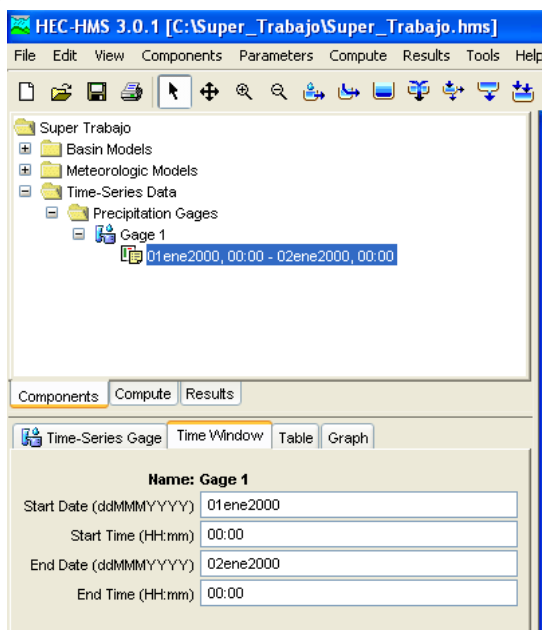 HEC-HMS 3.0.1 [C:\Super_Trabajo\Super_Trabajo.hms]
File Edit View Components Parameters Compute Results Tools Help
Super Trabajo
Basin Models
Meteorologic Models
Time-Series Data
Precipitation Gages
Gage 1
01ene2000, 00:00 - 02ene2000, 00:00
Components Compute Results
Time-Series Gage Time Window Table Graph
Name: Gage 1
Start Date (ddMMMYYYY) 01ene2000
Start Time (HH:mm) 00:00
End Date (ddMMMYYYY) 02ene2000
End Time (HH:mm) 00:00